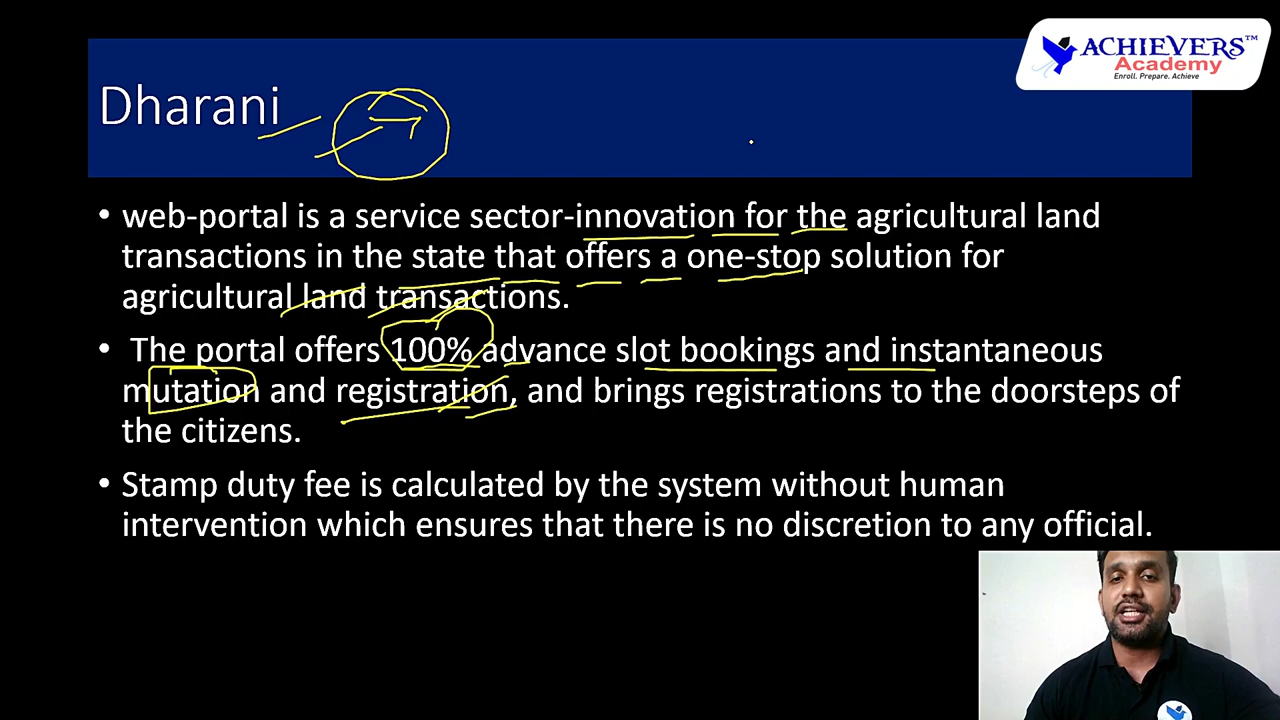 ACHIEVERS™
Academy
Enroll. Prepare. Achieve
Dharani
• web-portal is a service sector-innovation for the agricultural land
transactions in the state that offers a one-stop solution for
agricultural land transactions.
• The portal offers 100% advance slot bookings and instantaneous
mutation and registration, and brings registrations to the doorsteps of
the citizens.
• Stamp duty fee is calculated by the system without human
intervention which ensures that there is no discretion to any official.